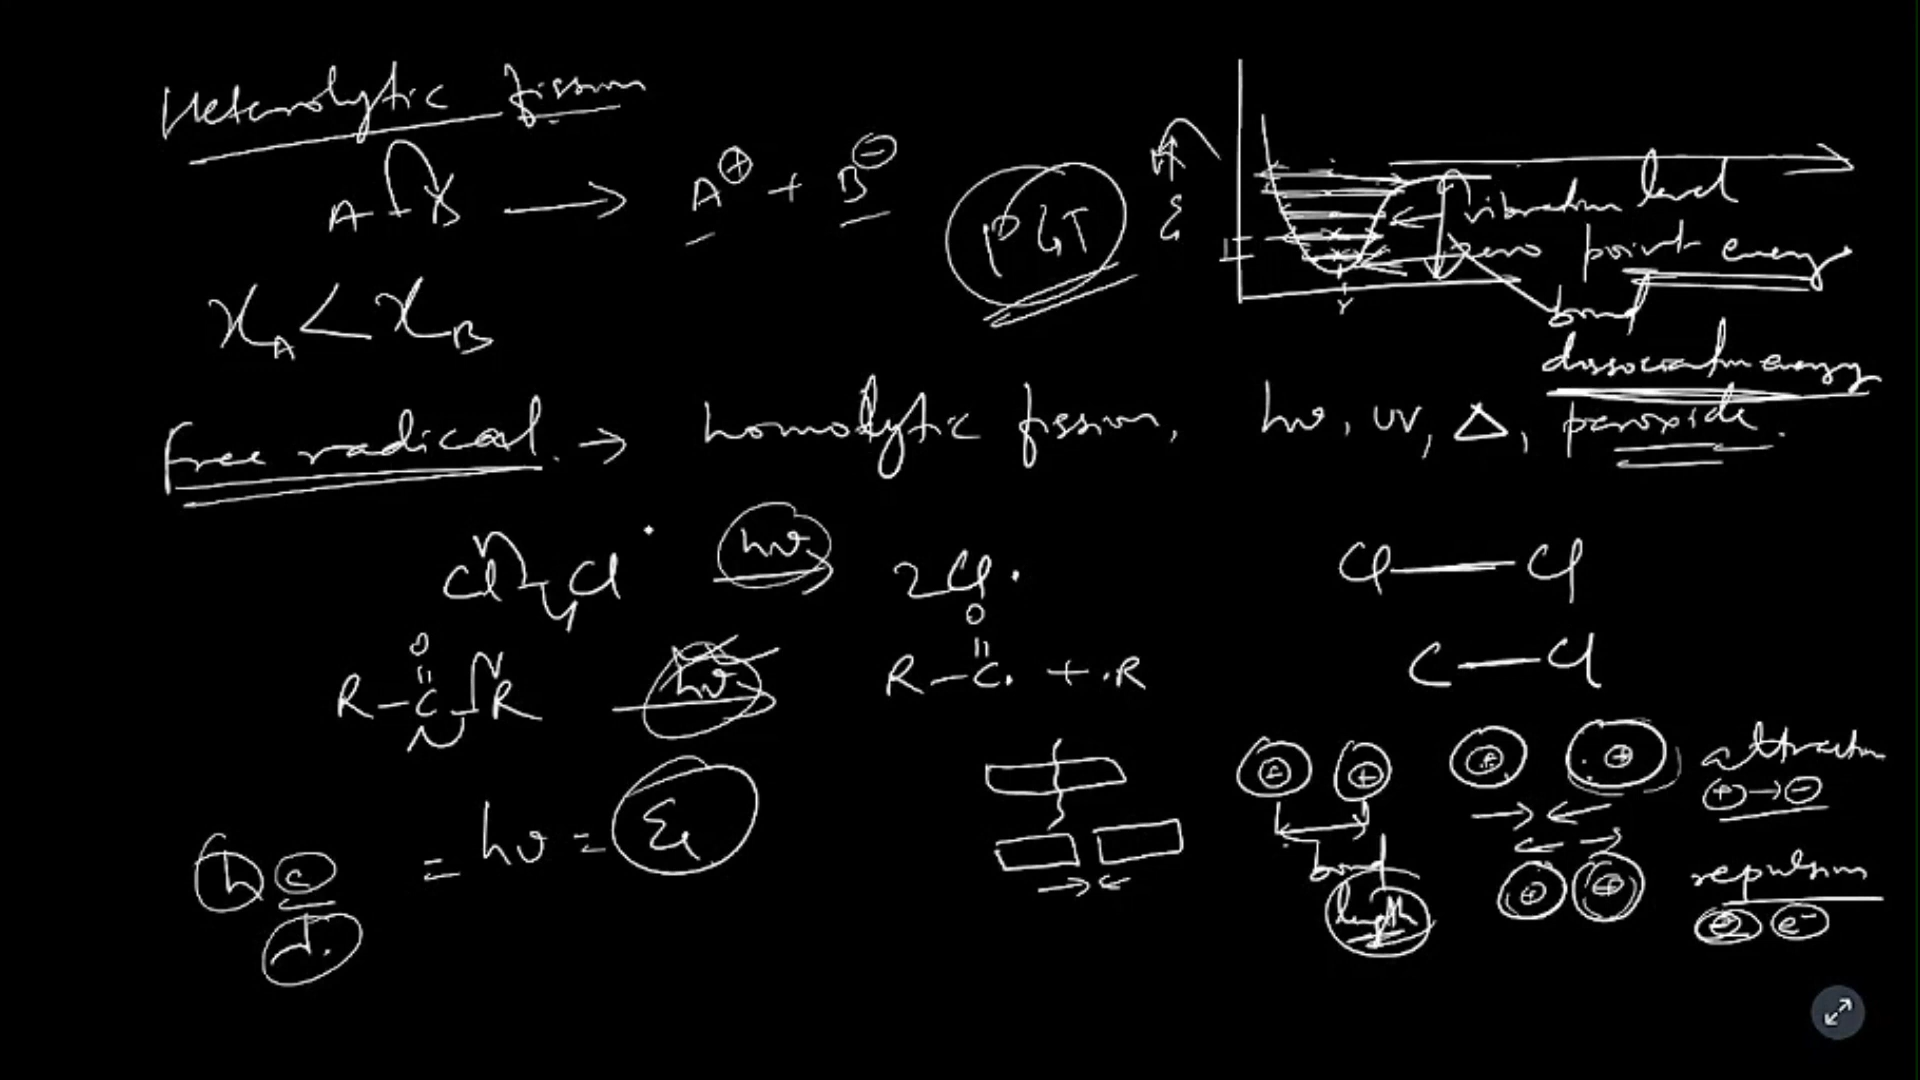 Heterolytic fission
A - B → A⊕ + B⊖
PGT
E
vibration level
zero point energy
r
bond
dissociation energy
χA < χB
Free radical → homolytic fission, hν, UV, Δ, peroxide.
Cl - Cl hν → 2Cl·
Cl — Cl
O O
|| ||
R – C – R hν → R – C· + ·R
C — Cl
+ + + + attraction
⊕→⊖
hc/λ = hν = E
bond
length
+ + repulsion
e- e-